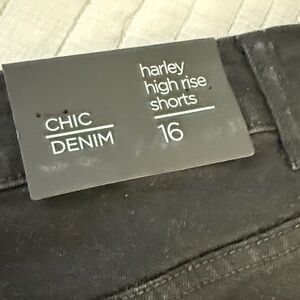 CHIC
DENIM
harley
high rise
shorts
16